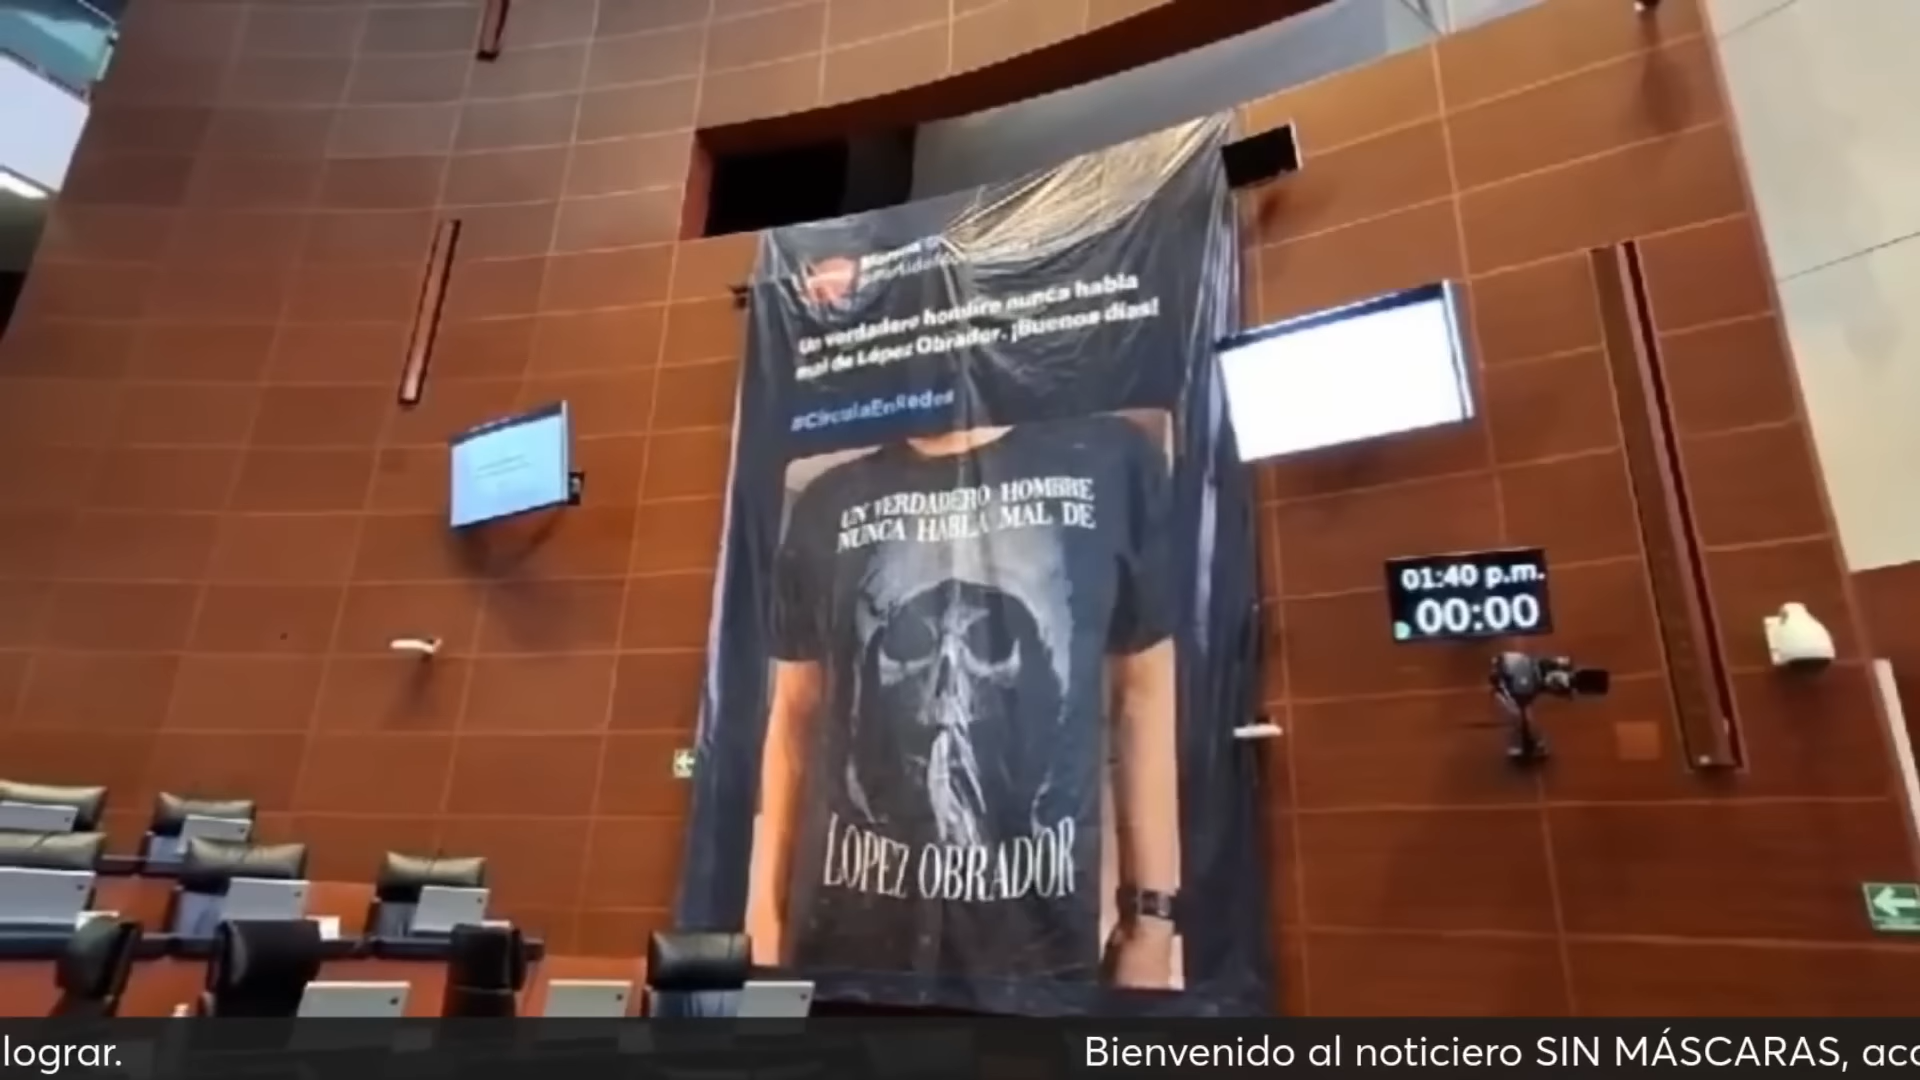 Morena
Un verdadero hombre nunca habla
mal de López Obrador. ¡Buenos días!
#CirculaEnRedes
UN VERDADERO HOMBRE
NUNCA HABLA MAL DE
LOPEZ OBRADOR
01:40 p.m.
00:00
lograr.
Bienvenido al noticiero SIN MÁSCARAS,